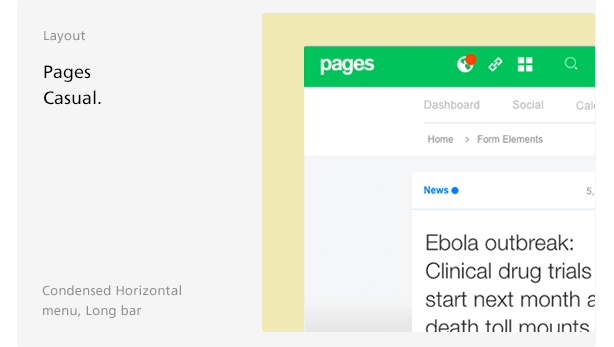 Layout
Pages
Casual.
Condensed Horizontal
menu, Long bar
pages
Dashboard Social
Home > Form Elements
News
5,
Ebola outbreak:
Clinical drug trials
start next month a
death toll mounts